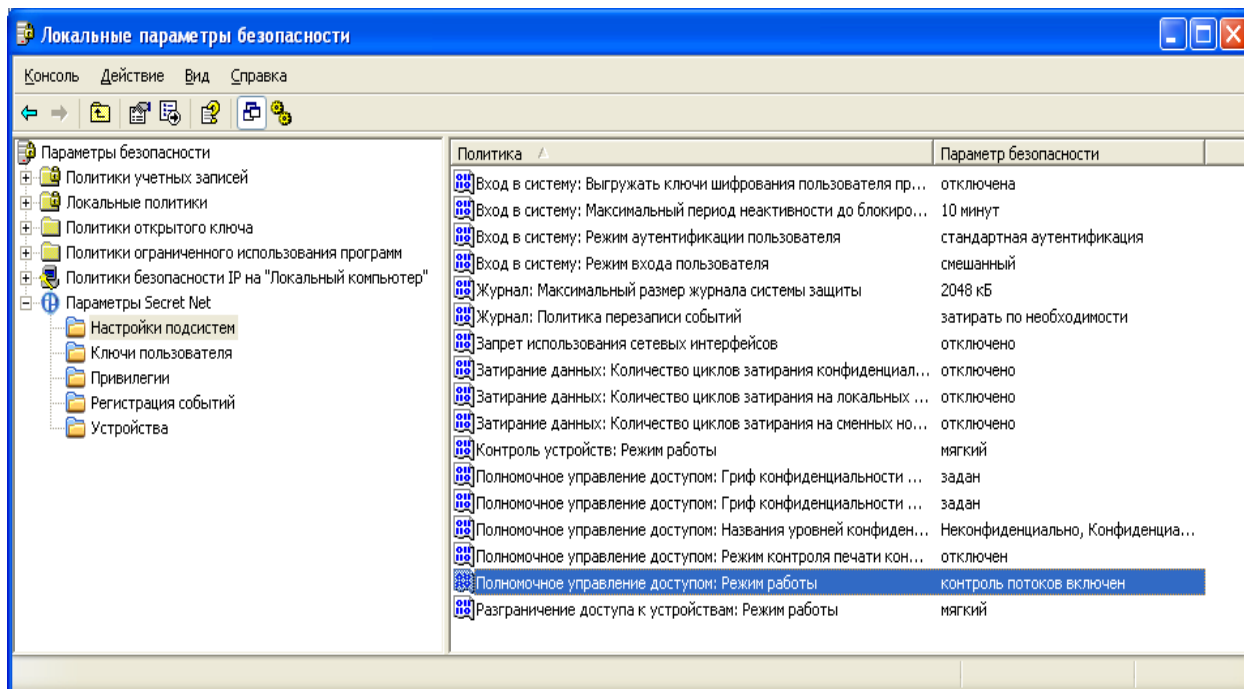 Локальные параметры безопасности
Консоль Действие Вид Справка
Параметры безопасности
Политики учетных записей
Локальные политики
Политики открытого ключа
Политики ограниченного использования программ
Политики безопасности IP на "Локальный компьютер"
Параметры Secret Net
Настройки подсистем
Ключи пользователя
Привилегии
Регистрация событий
Устройства
Политика Параметр безопасности
Вход в систему: Выгружать ключи шифрования пользователя пр... отключена
Вход в систему: Максимальный период неактивности до блокиро... 10 минут
Вход в систему: Режим аутентификации пользователя стандартная аутентификация
Вход в систему: Режим входа пользователя смешанный
Журнал: Максимальный размер журнала системы защиты 2048 кБ
Журнал: Политика перезаписи событий затирать по необходимости
Запрет использования сетевых интерфейсов отключено
Затирание данных: Количество циклов затирания конфиденциал... отключено
Затирание данных: Количество циклов затирания на локальных ... отключено
Затирание данных: Количество циклов затирания на сменных но... отключено
Контроль устройств: Режим работы мягкий
Полномочное управление доступом: Гриф конфиденциальности ... задан
Полномочное управление доступом: Гриф конфиденциальности ... задан
Полномочное управление доступом: Названия уровней конфиден... Неконфиденциально, Конфиденциа...
Полномочное управление доступом: Режим контроля печати кон... отключен
Полномочное управление доступом: Режим работы контроль потоков включен
Разграничение доступа к устройствам: Режим работы мягкий